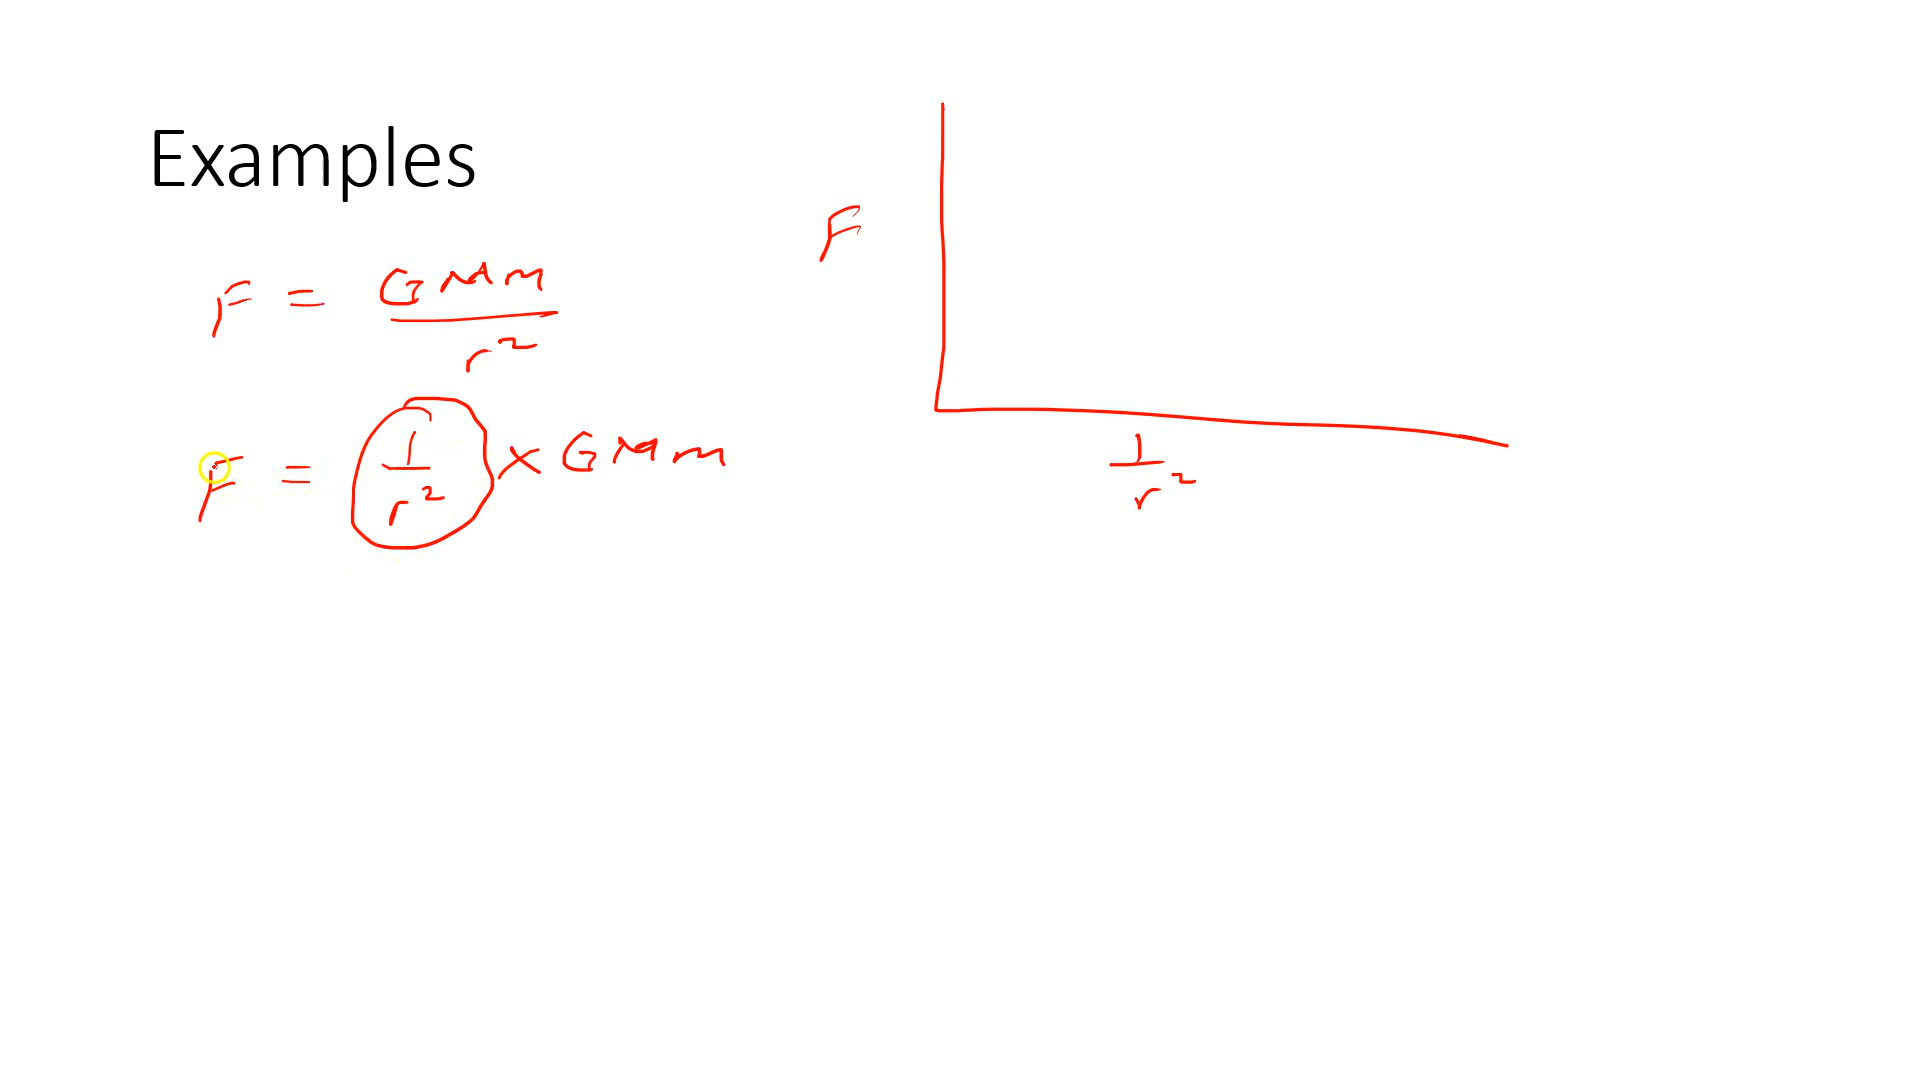 Examples
F = GMm / r²
F = 1/r² × GMm
F
1/r²